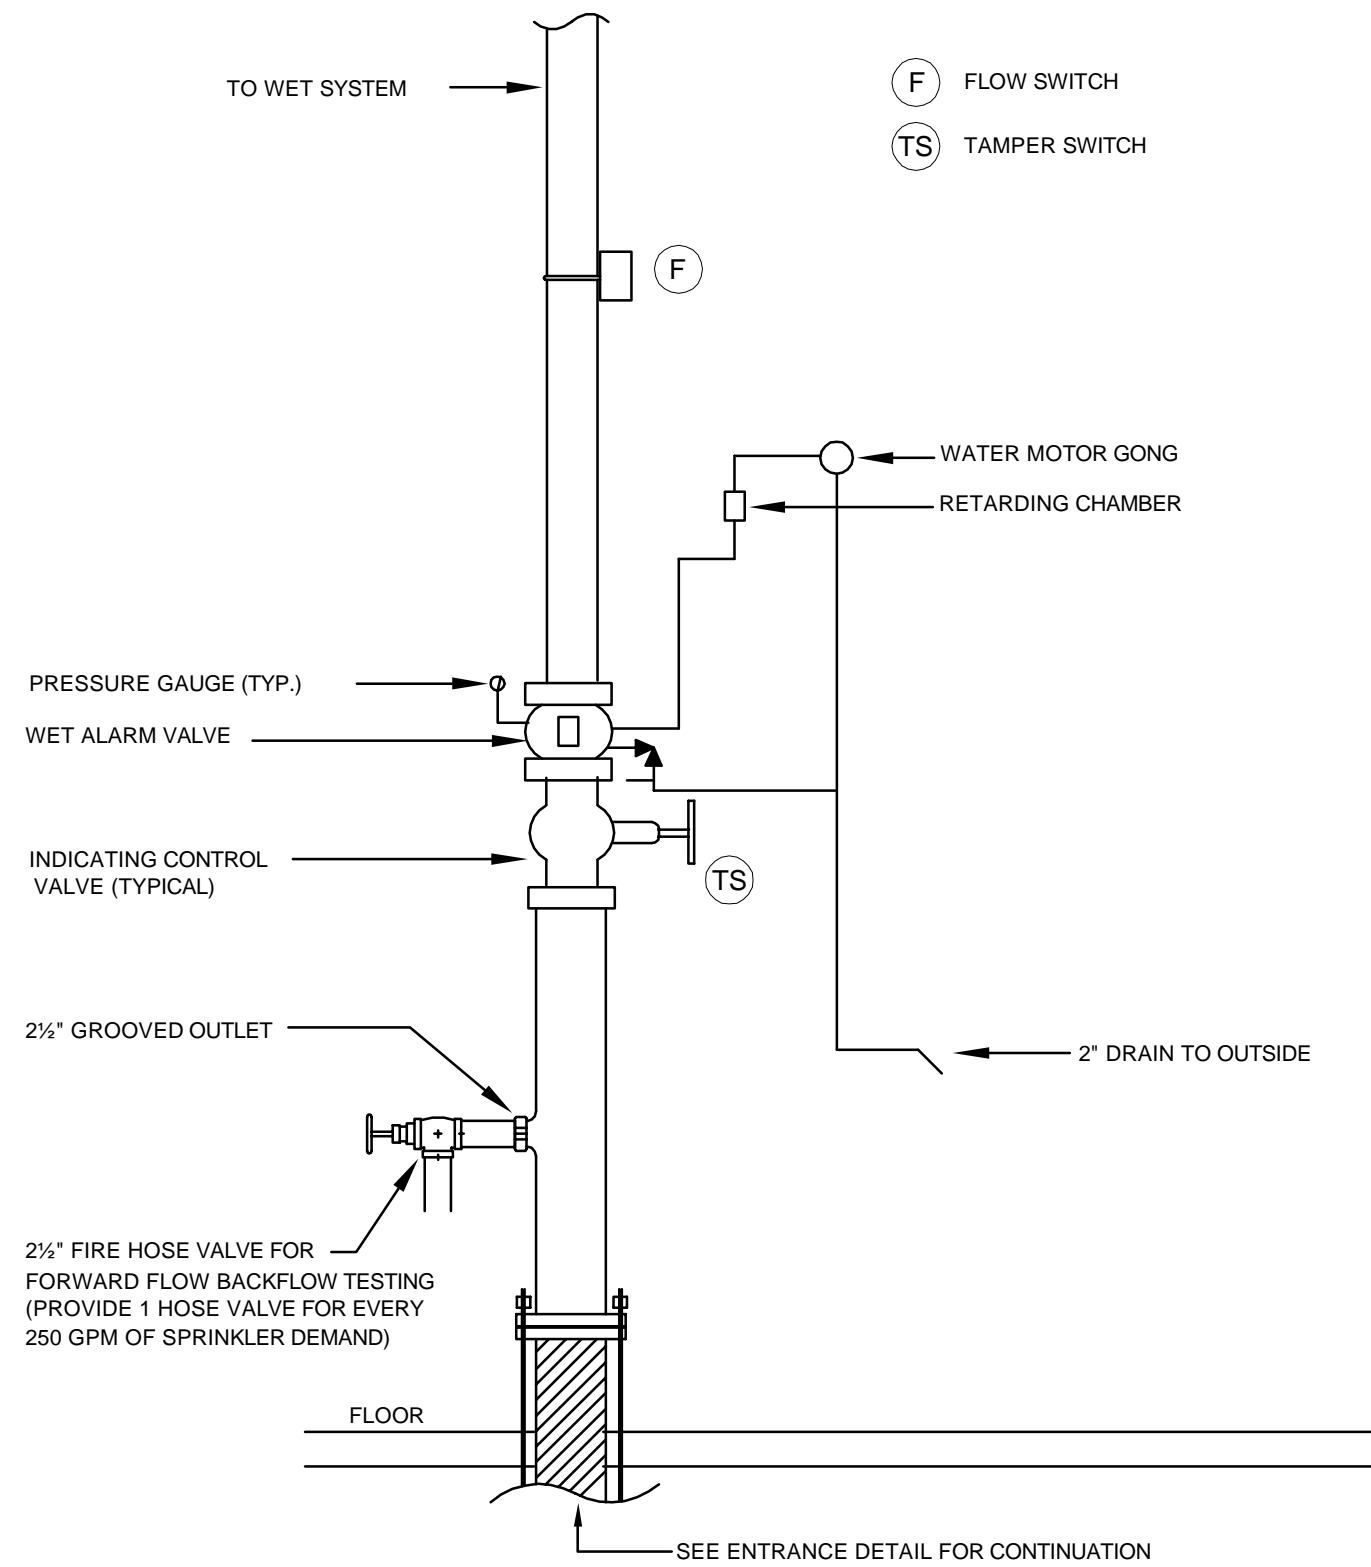 TO WET SYSTEM
F FLOW SWITCH
TS TAMPER SWITCH
F
WATER MOTOR GONG
RETARDING CHAMBER
PRESSURE GAUGE (TYP.)
WET ALARM VALVE
INDICATING CONTROL
VALVE (TYPICAL)
TS
2½" GROOVED OUTLET
2" DRAIN TO OUTSIDE
2½" FIRE HOSE VALVE FOR
FORWARD FLOW BACKFLOW TESTING
(PROVIDE 1 HOSE VALVE FOR EVERY
250 GPM OF SPRINKLER DEMAND)
FLOOR
SEE ENTRANCE DETAIL FOR CONTINUATION